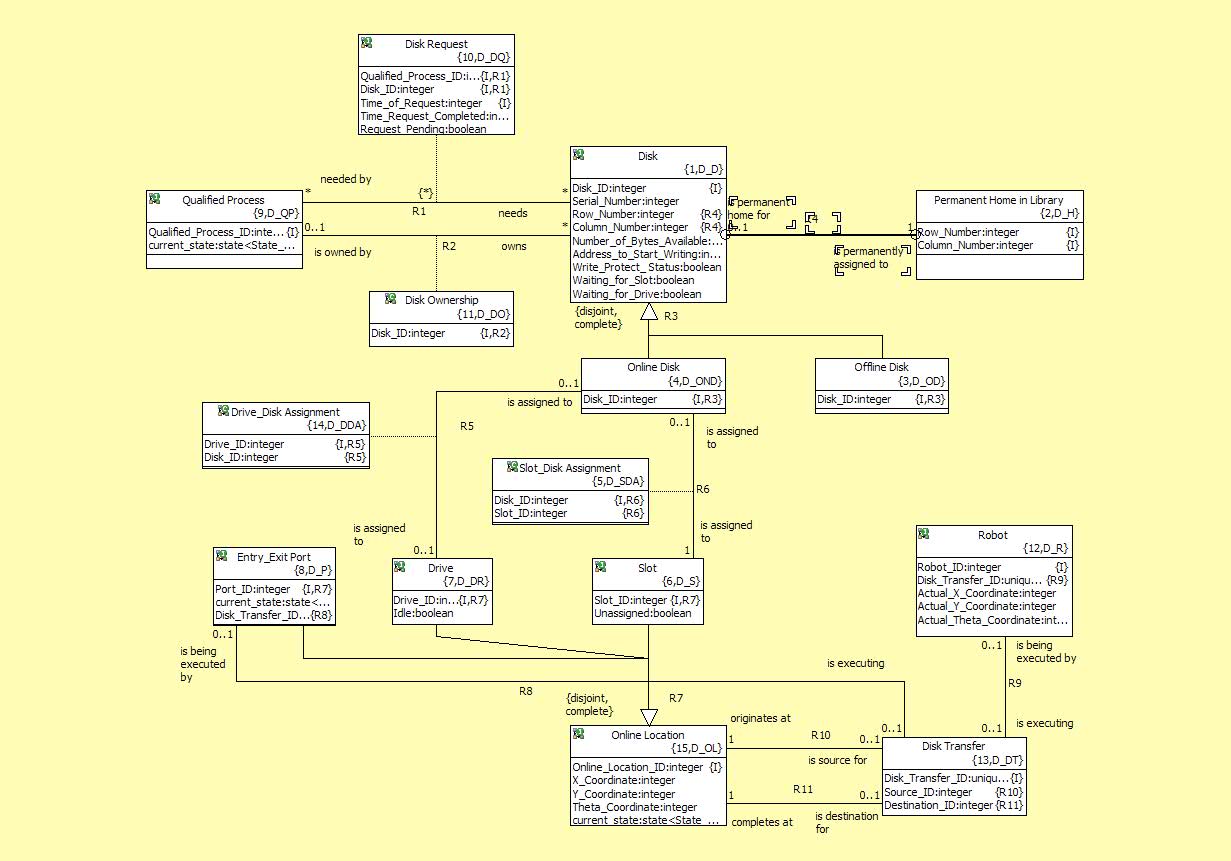 Disk Request
{10,D_DQ}
Qualified_Process_ID:i...{I,R1}
Disk_ID:integer {I,R1}
Time_of_Request:integer {I}
Time_Request_Completed:in...
Request_Pending:boolean
Qualified Process
{9,D_QP}
Qualified_Process_ID:inte...{I}
current_state:state<State_...
needed by
*
{*}
*
R1
needs
0..1
*
is owned by
R2
owns
Disk
{1,D_D}
Disk_ID:integer {I}
Serial_Number:integer
Row_Number:integer {R4}
Column_Number:integer {R4}
Number_of_Bytes_Available:...
Address_to_Start_Writing:in...
Write_Protect_Status:boolean
Waiting_for_Slot:boolean
Waiting_for_Drive:boolean
is permanent
home for
0..1
R4
1
is permanently
assigned to
Permanent Home in Library
{2,D_H}
Row_Number:integer {I}
Column_Number:integer {I}
Disk Ownership
{11,D_DO}
Disk_ID:integer {I,R2}
{disjoint,
complete}
R3
Online Disk
{4,D_OND}
Disk_ID:integer {I,R3}
Offline Disk
{3,D_OD}
Disk_ID:integer {I,R3}
0..1
is assigned to
R5
Drive_Disk Assignment
{14,D_DDA}
Drive_ID:integer {I,R5}
Disk_ID:integer {R5}
0..1
is assigned
to
Slot_Disk Assignment
{5,D_SDA}
Disk_ID:integer {I,R6}
Slot_ID:integer {R6}
R6
is assigned
to
0..1
is assigned
to
1
Entry_Exit Port
{8,D_P}
Port_ID:integer {I,R7}
current_state:state<...
Disk_Transfer_ID...{R8}
Drive
{7,D_DR}
Drive_ID:in...{I,R7}
Idle:boolean
Slot
{6,D_S}
Slot_ID:integer {I,R7}
Unassigned:boolean
Robot
{12,D_R}
Robot_ID:integer {I}
Disk_Transfer_ID:uniqu... {R9}
Actual_X_Coordinate:integer
Actual_Y_Coordinate:integer
Actual_Theta_Coordinate:int...
0..1
is being
executed
by
R8
is executing
0..1
0..1
is being
executed by
R9
is executing
0..1
{disjoint,
complete}
R7
Online Location
{15,D_OL}
Online_Location_ID:integer {I}
X_Coordinate:integer
Y_Coordinate:integer
Theta_Coordinate:integer
current_state:state<State_...
originates at
1
R10
0..1
is source for
1
R11
0..1
completes at
is destination
for
Disk Transfer
{13,D_DT}
Disk_Transfer_ID:uniqu...{I}
Source_ID:integer {R10}
Destination_ID:integer{R11}